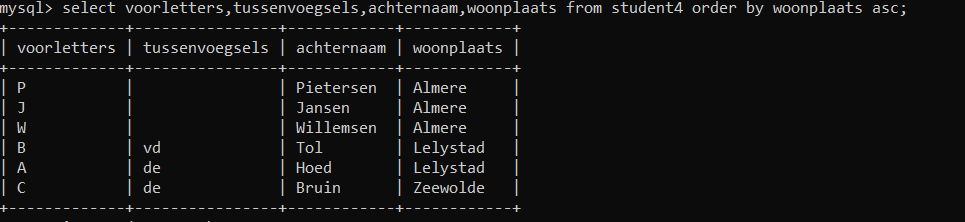 mysql> select voorletters,tussenvoegsels,achternaam,woonplaats from student4 order by woonplaats asc;
+-------------+----------------+------------+------------+
| voorletters | tussenvoegsels | achternaam | woonplaats |
+-------------+----------------+------------+------------+
| P           |                | Pietersen  | Almere     |
| J           |                | Jansen     | Almere     |
| W           |                | Willemsen  | Almere     |
| B           | vd             | Tol        | Lelystad   |
| A           | de             | Hoed       | Lelystad   |
| C           | de             | Bruin      | Zeewolde   |
+-------------+----------------+------------+------------+